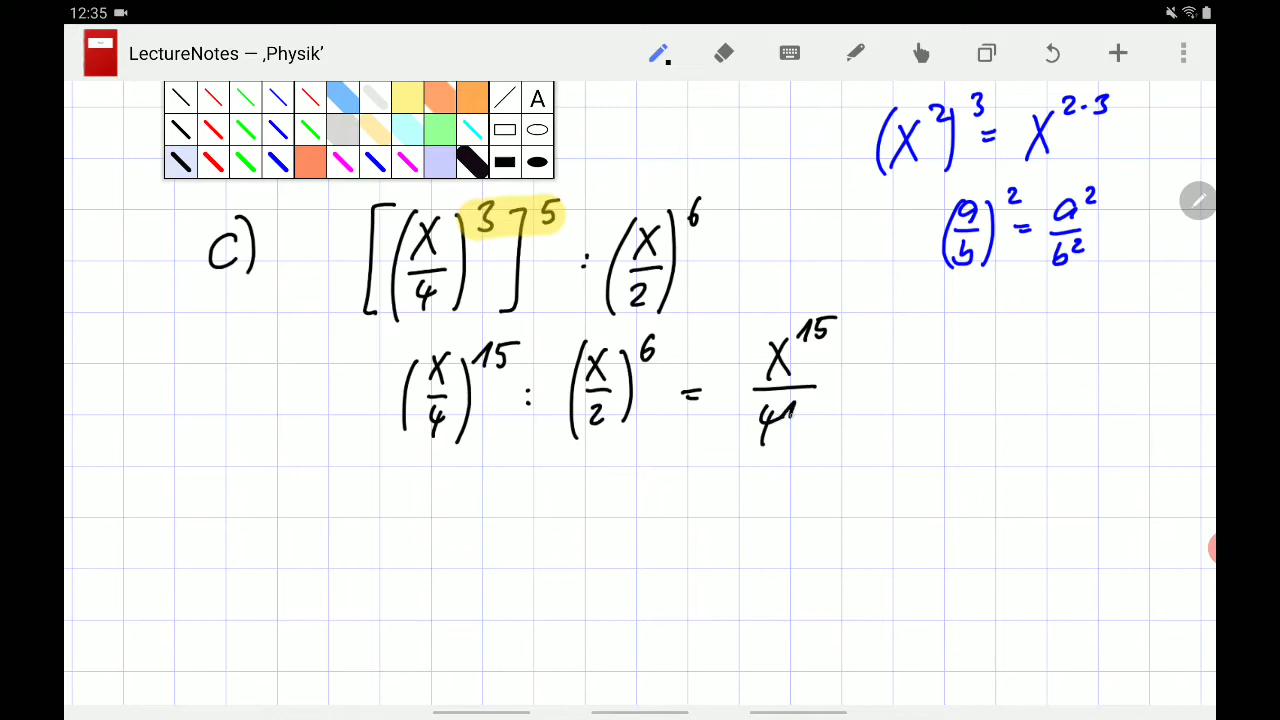 12:35
LectureNotes — ‚Physik’
A
(x²)³ = x^{2·3}
(a/b)² = a²/b²
c) [(x/4)³]⁵ : (x/2)⁶
(x/4)¹⁵ : (x/2)⁶ = x¹⁵/4¹